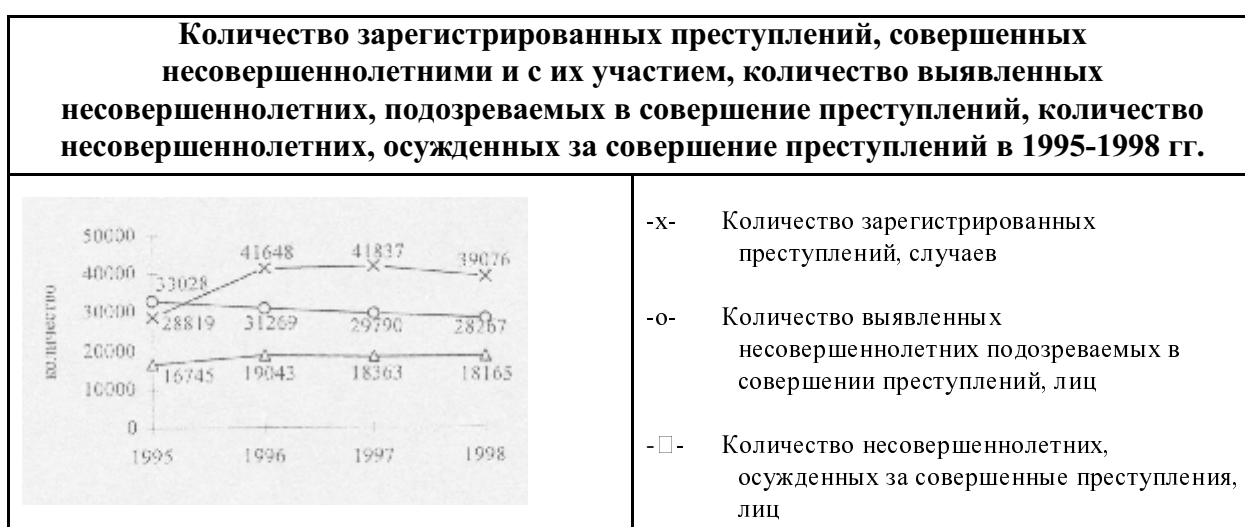 Количество зарегистрированных преступлений, совершенных
несовершеннолетними и с их участием, количество выявленных
несовершеннолетних, подозреваемых в совершение преступлений, количество
несовершеннолетних, осужденных за совершение преступлений в 1995-1998 гг.
количество
50000
40000
30000
20000
10000
0
41648
41837
39076
33028
28819
31269
29790
28267
16745
19043
18363
18165
1995
1996
1997
1998
-х- Количество зарегистрированных
преступлений, случаев
-о- Количество выявленных
несовершеннолетних подозреваемых в
совершении преступлений, лиц
-□- Количество несовершеннолетних,
осужденных за совершенные преступления,
лиц